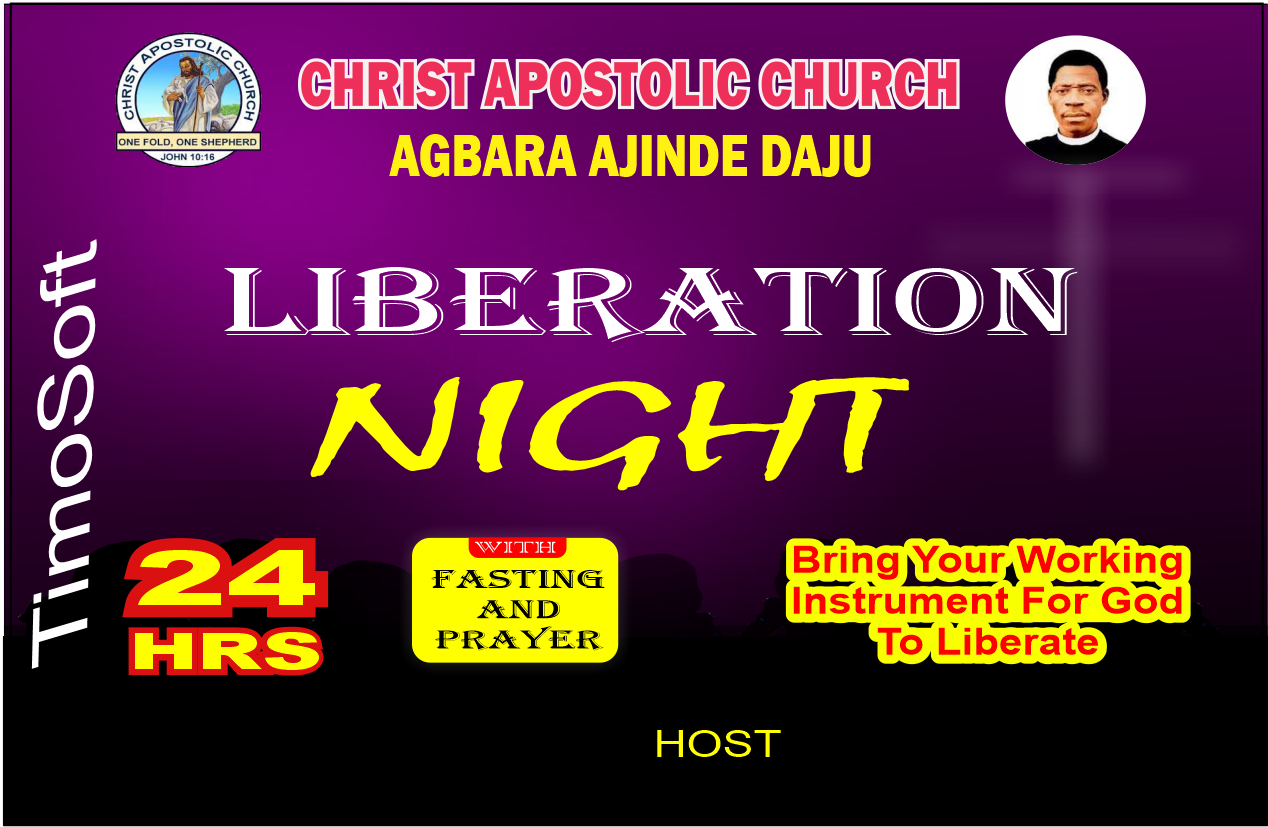 CHRIST APOSTOLIC CHURCH
ONE FOLD, ONE SHEPHERD
JOHN 10:16
CHRIST APOSTOLIC CHURCH
AGBARA AJINDE DAJU
LIBERATION
NIGHT
TimoSoft
24
HRS
WITH
FASTING
AND
PRAYER
Bring Your Working
Instrument For God
To Liberate
HOST